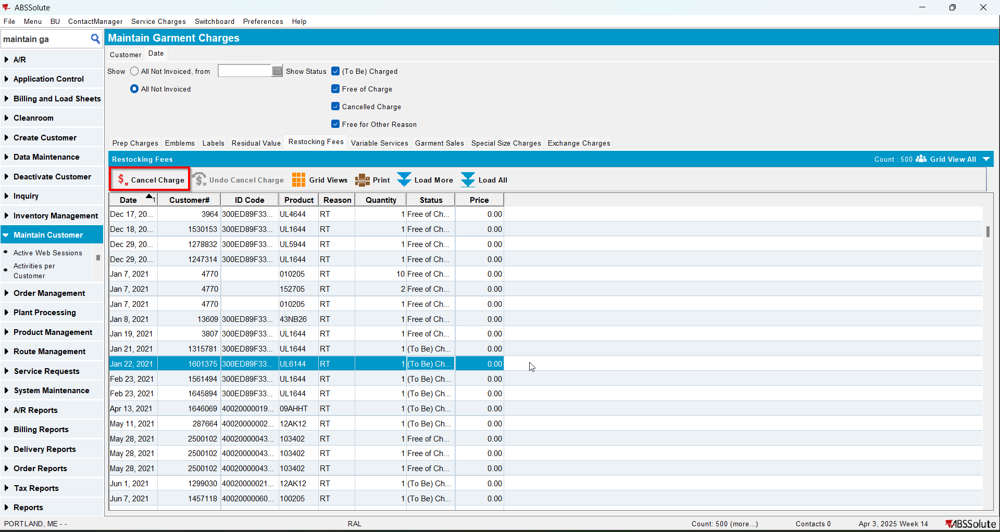 ABSSolute
File Menu BU ContactManager Service Charges Switchboard Preferences Help
maintain ga
Maintain Garment Charges
A/R
Application Control
Billing and Load Sheets
Cleanroom
Create Customer
Data Maintenance
Deactivate Customer
Inquiry
Inventory Management
Maintain Customer
Active Web Sessions
Activities per
Customer
Order Management
Plant Processing
Product Management
Route Management
Service Requests
System Maintenance
A/R Reports
Billing Reports
Delivery Reports
Order Reports
Tax Reports
Reports
Customer Date
Show All Not Invoiced, from 15 Show Status (To Be) Charged
All Not Invoiced Free of Charge
Cancelled Charge
Free for Other Reason
Prep Charges Emblems Labels Residual Value Restocking Fees Variable Services Garment Sales Special Size Charges Exchange Charges
Restocking Fees Count : 500 Grid View All
Cancel Charge Undo Cancel Charge Grid Views Print Load More Load All
Date 1 Customer# ID Code Product Reason Quantity Status Price
Dec 17, 20... 3964 300ED89F33... UL4644 RT 1 Free of Ch... 0.00
Dec 18, 20... 1530153 300ED89F33... UL1644 RT 1 Free of Ch... 0.00
Dec 29, 20... 1278832 300ED89F33... UL5944 RT 1 Free of Ch... 0.00
Dec 29, 20... 1247314 300ED89F33... UL1644 RT 1 Free of Ch... 0.00
Jan 7, 2021 4770 010205 RT 10 Free of Ch... 0.00
Jan 7, 2021 4770 152705 RT 2 Free of Ch... 0.00
Jan 7, 2021 4770 010205 RT 1 Free of Ch... 0.00
Jan 8, 2021 13609 300ED89F33... 43NB26 RT 1 Free of Ch... 0.00
Jan 19, 2021 3807 300ED89F33... UL1644 RT 1 Free of Ch... 0.00
Jan 21, 2021 1315781 300ED89F33... UL1644 RT 1 (To Be) Ch... 0.00
Jan 22, 2021 1601375 300ED89F33... UL6144 RT 1 (To Be) Ch... 0.00
Feb 23, 2021 1561494 300ED89F33... UL1644 RT 1 (To Be) Ch... 0.00
Feb 23, 2021 1645894 300ED89F33... UL1644 RT 1 (To Be) Ch... 0.00
Apr 13, 2021 1646069 40020000019... 09AHHT RT 1 (To Be) Ch... 0.00
May 11, 2021 287664 40020000002... 12AK12 RT 1 (To Be) Ch... 0.00
May 28, 2021 2500102 40020000043... 103402 RT 1 Free of Ch... 0.00
May 28, 2021 2500102 40020000043... 103402 RT 1 Free of Ch... 0.00
May 28, 2021 2500102 40020000043... 103402 RT 1 Free of Ch... 0.00
Jun 1, 2021 1299030 40020000021... 12AK12 RT 1 (To Be) Ch... 0.00
Jun 7, 2021 1457118 40020000060... 100205 RT 1 (To Be) Ch... 0.00
PORTLAND, ME - - RAL Count: 500 (more...) Contacts 0 Apr 3, 2025 Week 14 ABSSolute